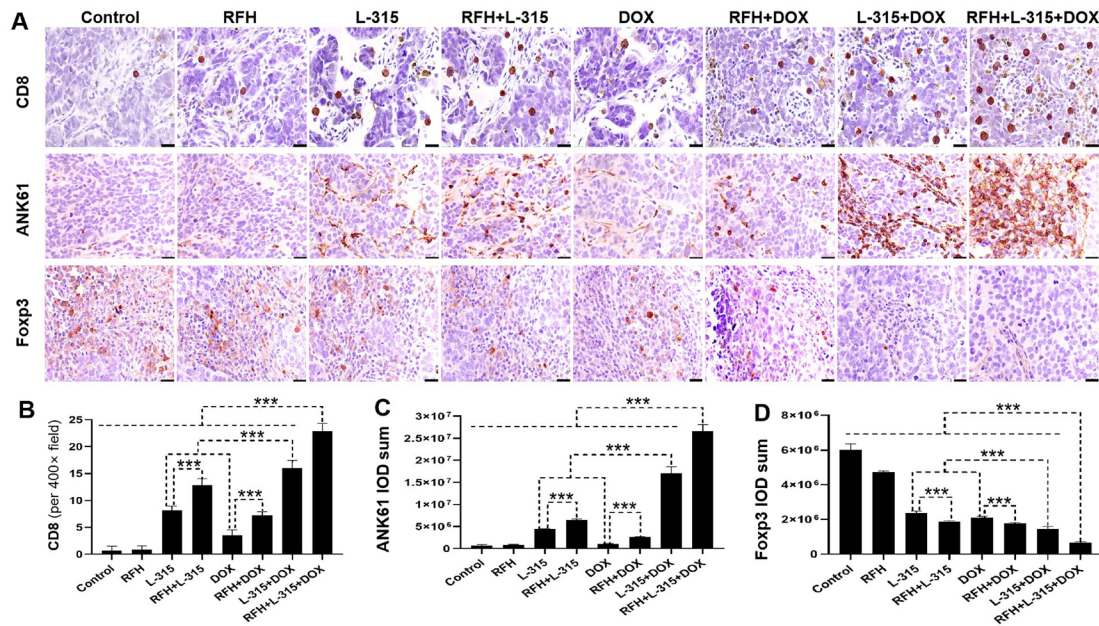 A
Control RFH L-315 RFH+L-315 DOX RFH+DOX L-315+DOX RFH+L-315+DOX
CD8
ANK61
Foxp3
B
CD8 (per 400× field)
25
20
15
10
5
0
***
***
***
***
Control
RFH
L-315
RFH+L-315
DOX
RFH+DOX
L-315+DOX
RFH+L-315+DOX
C
ANK61 IOD sum
3×10⁷
2.5×10⁷
2×10⁷
1.5×10⁷
1×10⁷
5×10⁶
0
***
***
***
***
Control
RFH
L-315
RFH+L-315
DOX
RFH+DOX
L-315+DOX
RFH+L-315+DOX
D
Foxp3 IOD sum
8×10⁶
6×10⁶
4×10⁶
2×10⁶
0
***
***
***
***
Control
RFH
L-315
RFH+L-315
DOX
RFH+DOX
L-315+DOX
RFH+L-315+DOX